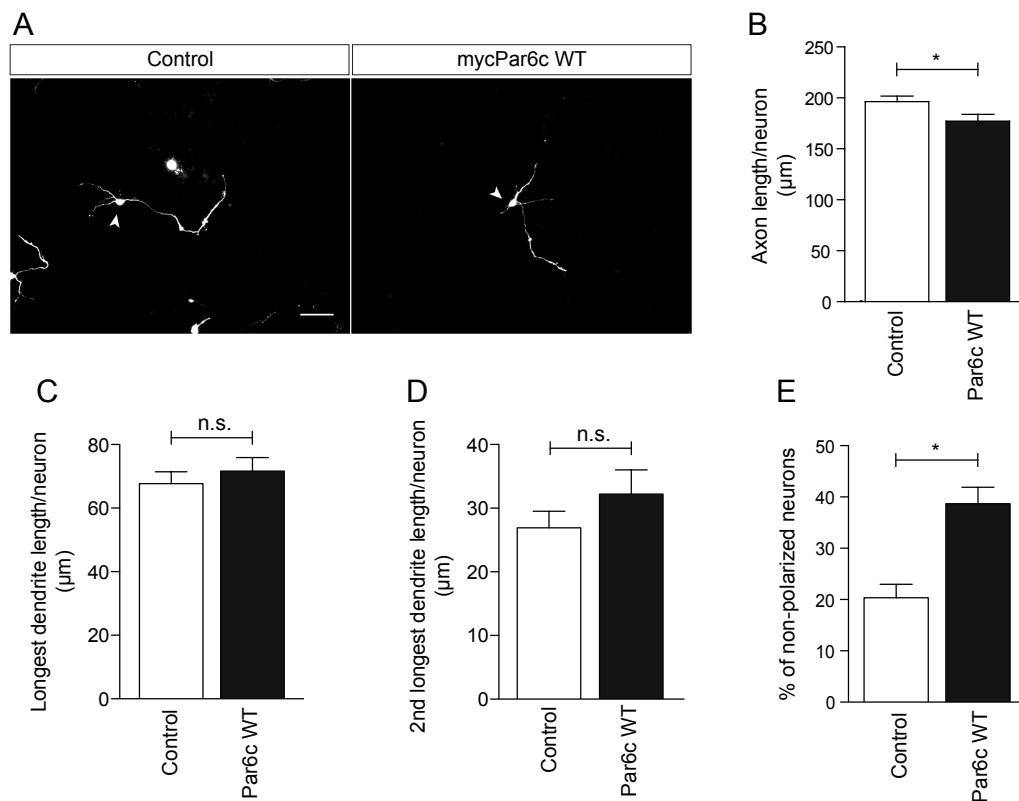 A
Control
mycPar6c WT
B
Axon length/neuron
(µm)
250
200
150
100
50
0
*
Control
Par6c WT
C
Longest dendrite length/neuron
(µm)
80
60
40
20
0
n.s.
Control
Par6c WT
D
2nd longest dendrite length/neuron
(µm)
40
30
20
10
0
n.s.
Control
Par6c WT
E
% of non-polarized neurons
50
40
30
20
10
0
*
Control
Par6c WT